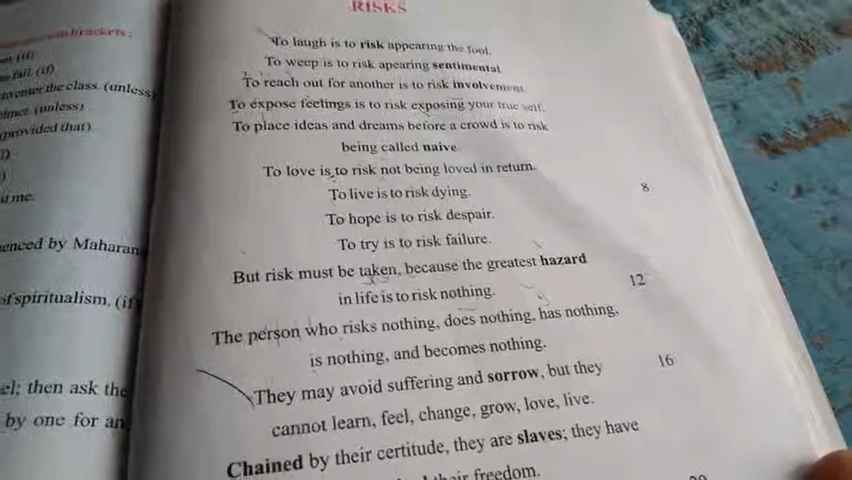 RISKS
To laugh is to risk appearing the fool.
To weep is to risk apearing sentimental
To reach out for another is to risk involvement
To expose feelings is to risk exposing your true self.
To place ideas and dreams before a crowd is to risk
being called naive.
To love is to risk not being loved in return.
To live is to risk dying.
8
To hope is to risk despair.
To try is to risk failure.
But risk must be taken, because the greatest hazard
in life is to risk nothing.
12
The person who risks nothing, does nothing, has nothing,
is nothing, and becomes nothing.
They may avoid suffering and sorrow, but they
16
cannot learn, feel, change, grow, love, live.
Chained by their certitude, they are slaves; they have
their freedom.
20
brackets :
(if)
fail. (if)
the class. (unless)
(unless)
provided that)
me.
enced by Maharan
of spiritualism, (if
then ask the
by one for an